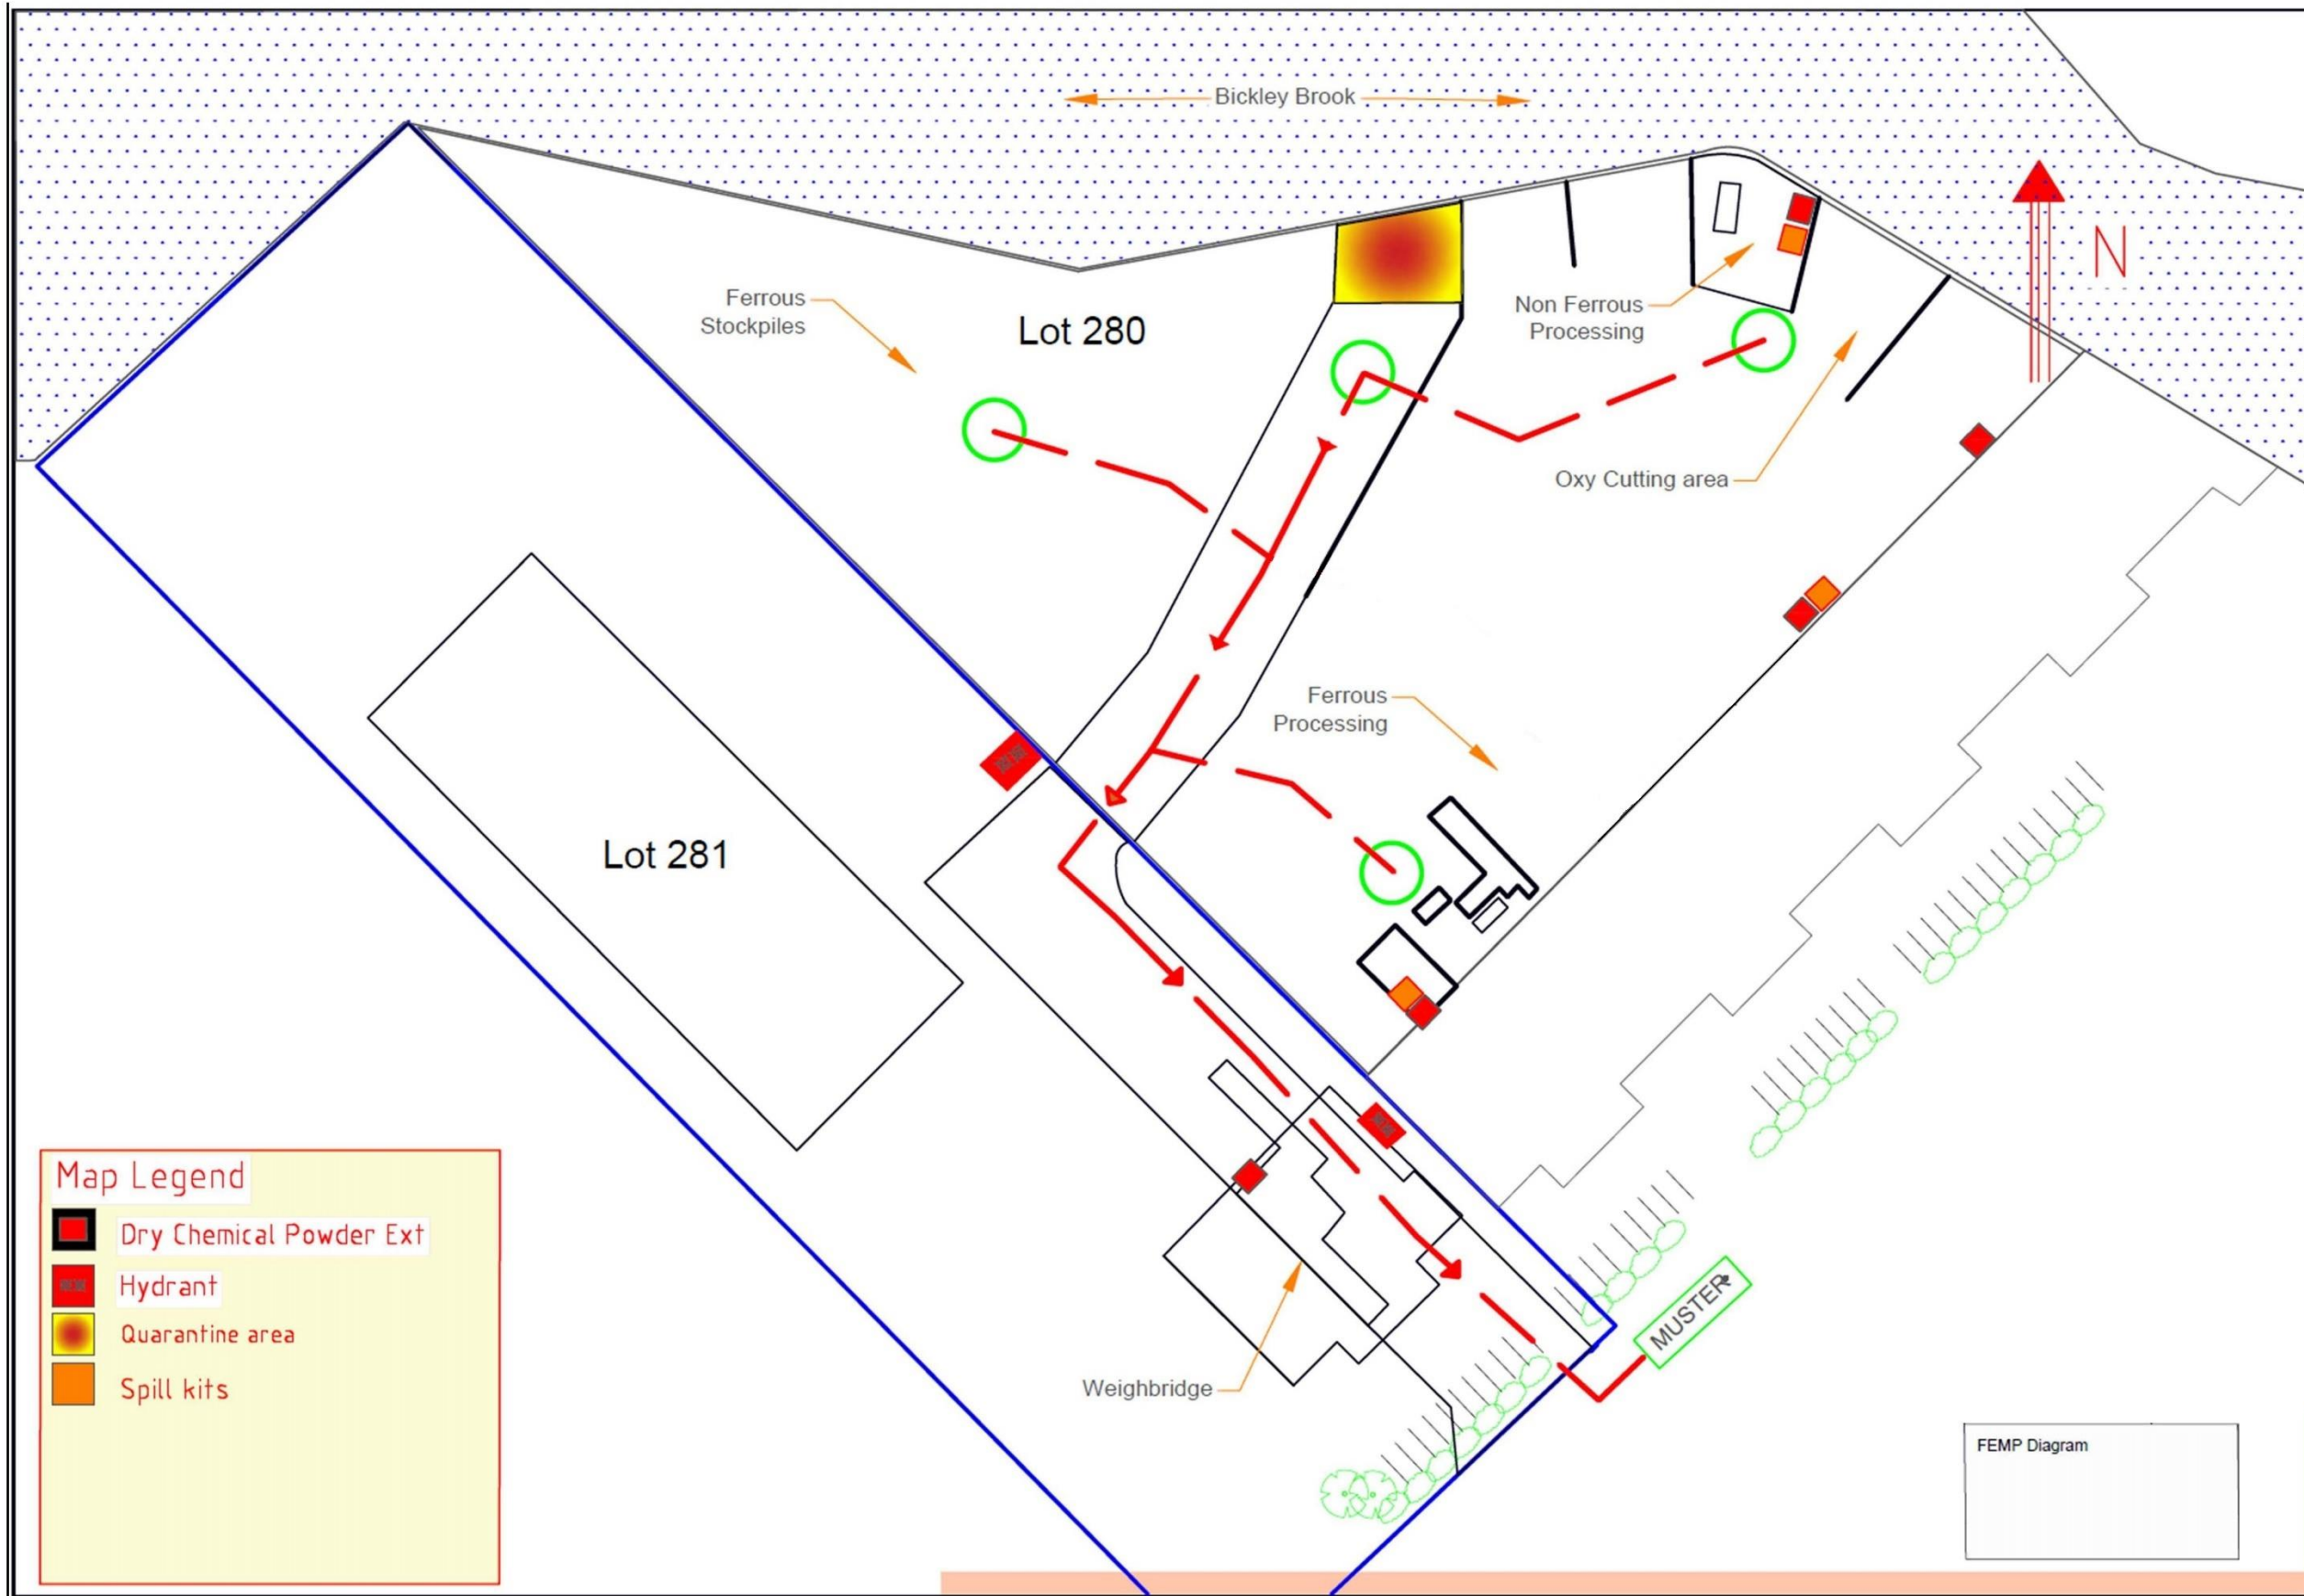 Bickley Brook
N
Ferrous
Stockpiles
Lot 280
Non Ferrous
Processing
Oxy Cutting area
Ferrous
Processing
Lot 281
Map Legend
Dry Chemical Powder Ext
Hydrant
Quarantine area
Spill kits
Weighbridge
MUSTER
FEMP Diagram